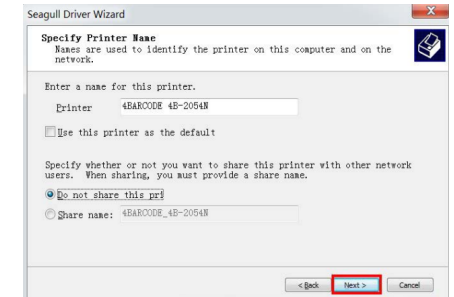 Seagull Driver Wizard
Specify Printer Name
Names are used to identify the printer on this computer and on the
network.
Enter a name for this printer.
Printer 4BARCODE 4B-2054N
Use this printer as the default
Specify whether or not you want to share this printer with other network
users. When sharing, you must provide a share name.
Do not share this pri
Share name: 4BARCODE_4B-2054N
< Back Next > Cancel